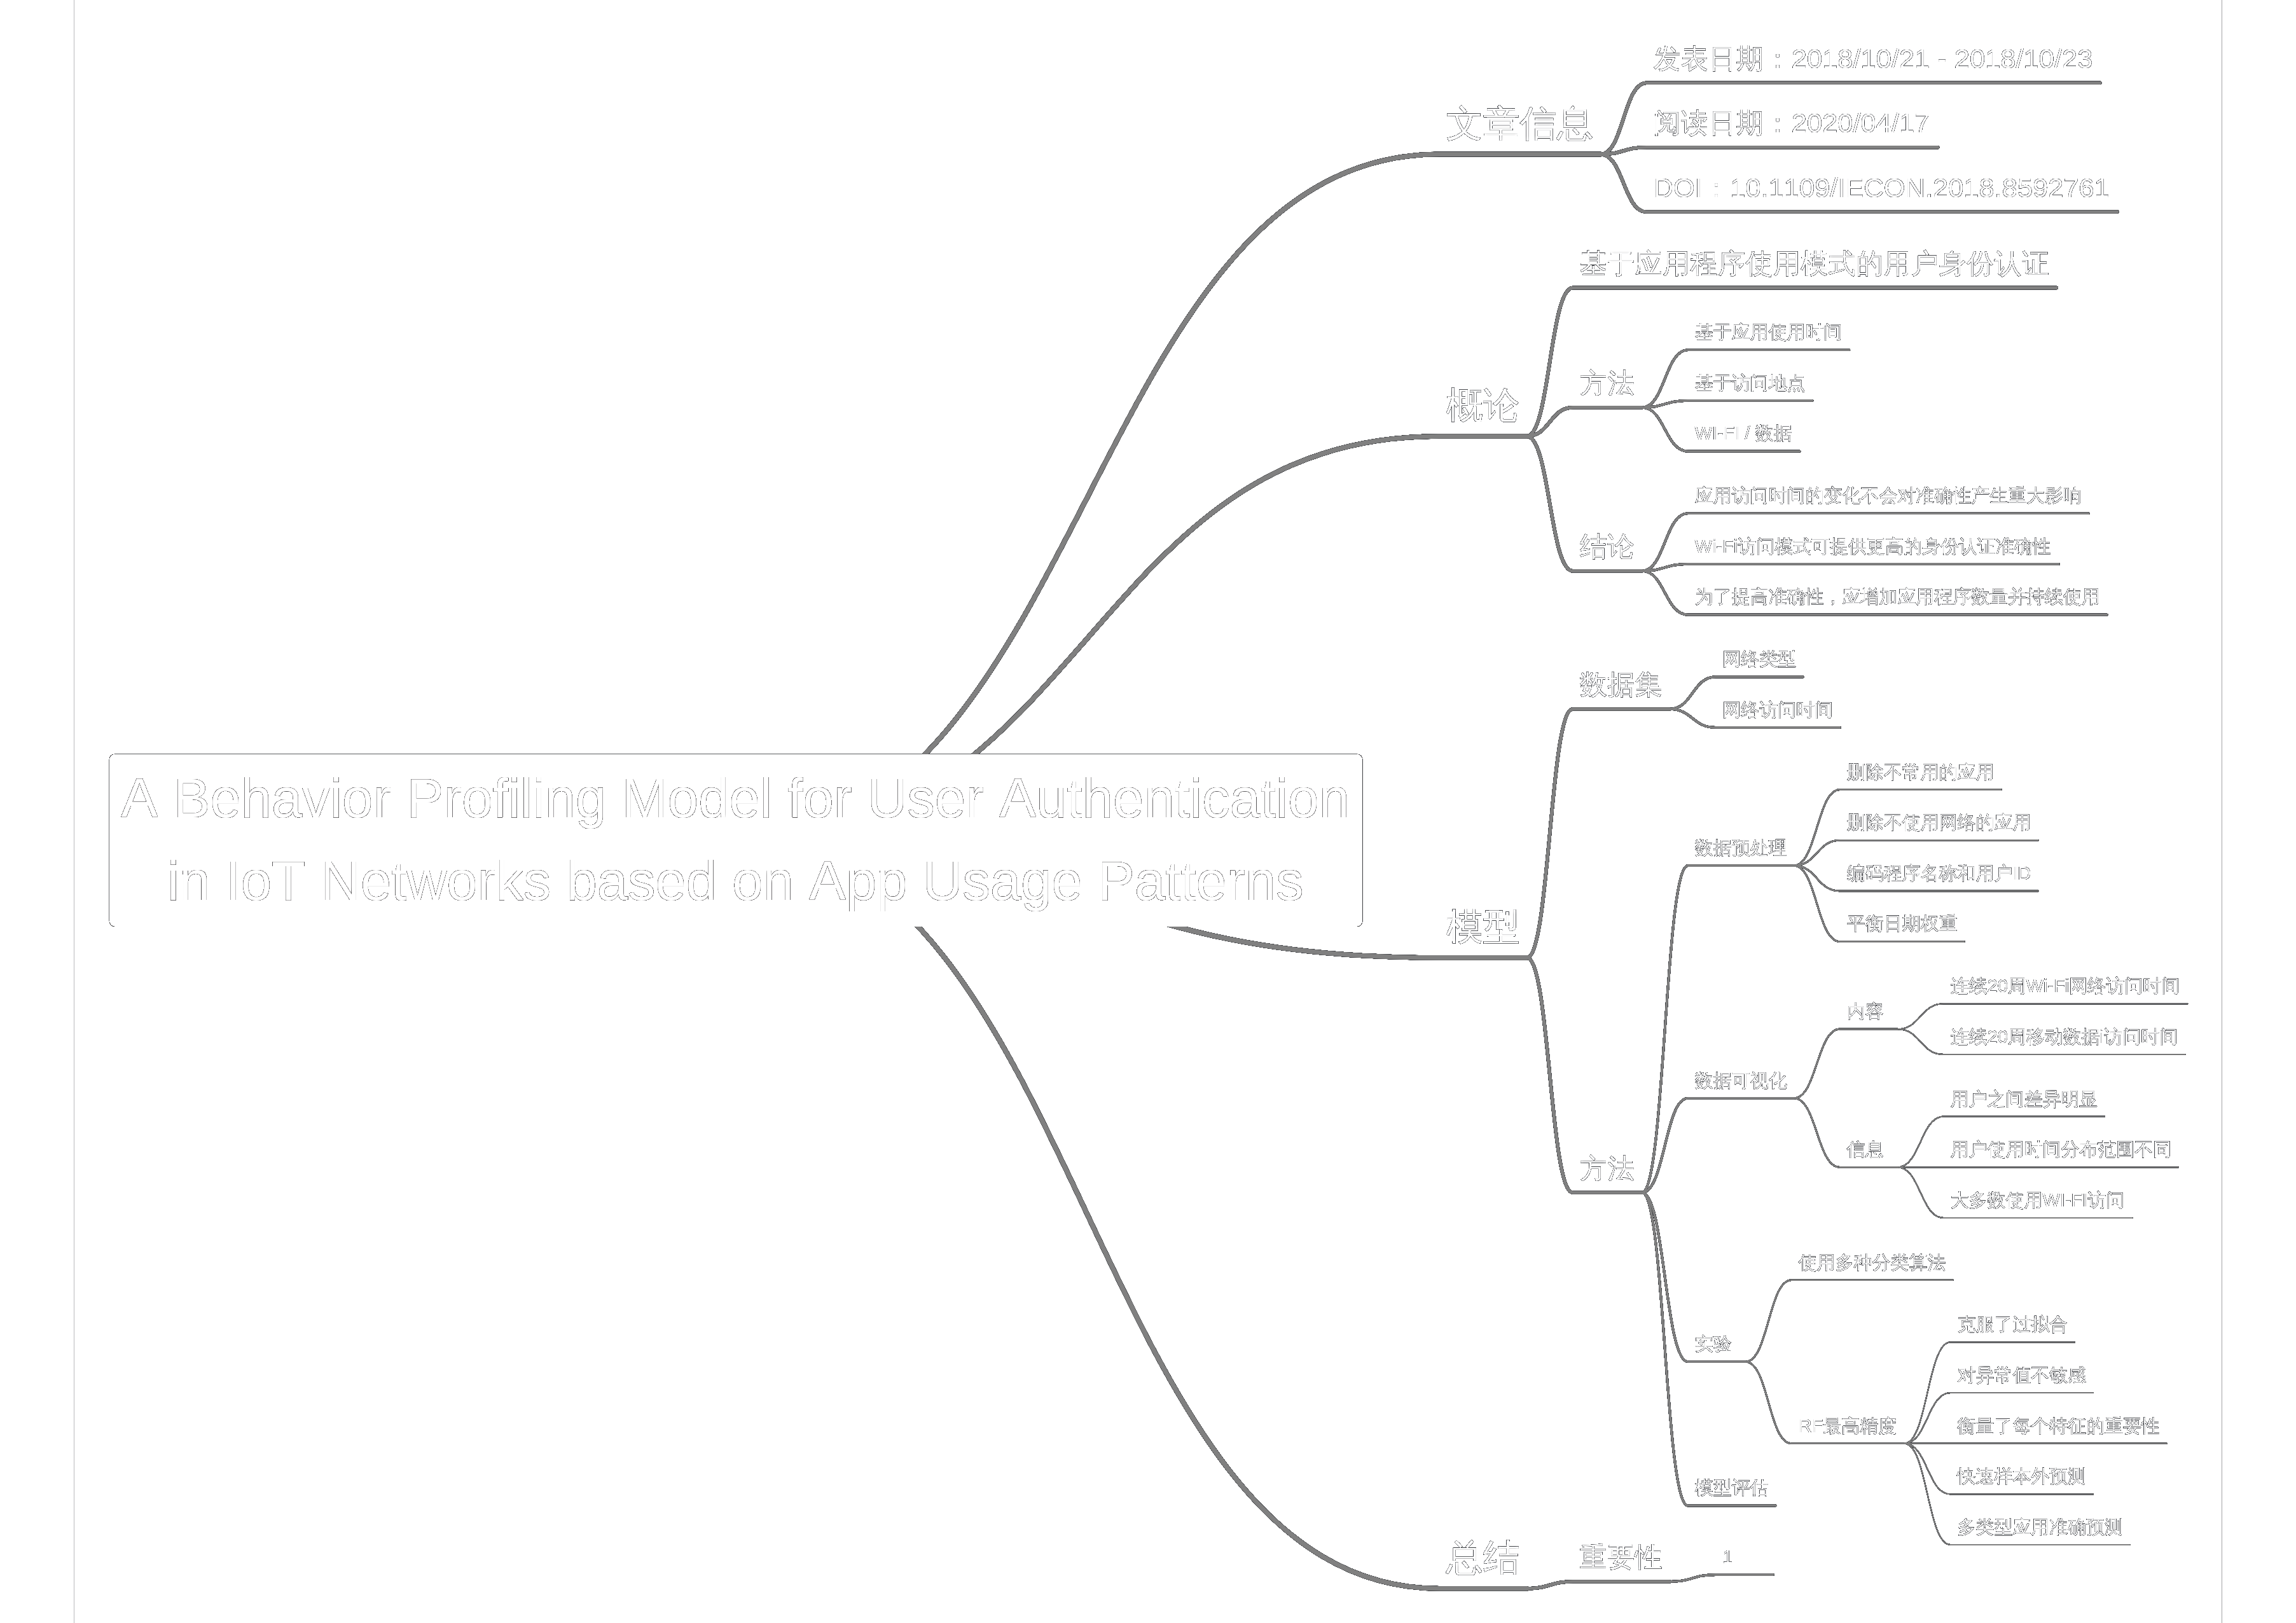 A Behavior Profiling Model for User Authentication
in IoT Networks based on App Usage Patterns
文章信息
发表日期：2018/10/21 - 2018/10/23
阅读日期：2020/04/17
DOI：10.1109/IECON.2018.8592761
概论
基于应用程序使用模式的用户身份认证
方法
基于应用使用时间
基于访问地点
Wi-Fi / 数据
结论
应用访问时间的变化不会对准确性产生重大影响
Wi-Fi访问模式可提供更高的身份认证准确性
为了提高准确性，应增加应用程序数量并持续使用
模型
数据集
网络类型
网络访问时间
方法
数据预处理
删除不常用的应用
删除不使用网络的应用
编码程序名称和用户ID
平衡日期权重
数据可视化
内容
连续20周Wi-Fi网络访问时间
连续20周移动数据访问时间
信息
用户之间差异明显
用户使用时间分布范围不同
大多数使用WI-FI访问
实验
使用多种分类算法
RF最高精度
克服了过拟合
对异常值不敏感
衡量了每个特征的重要性
快速样本外预测
多类型应用准确预测
模型评估
总结
重要性
1